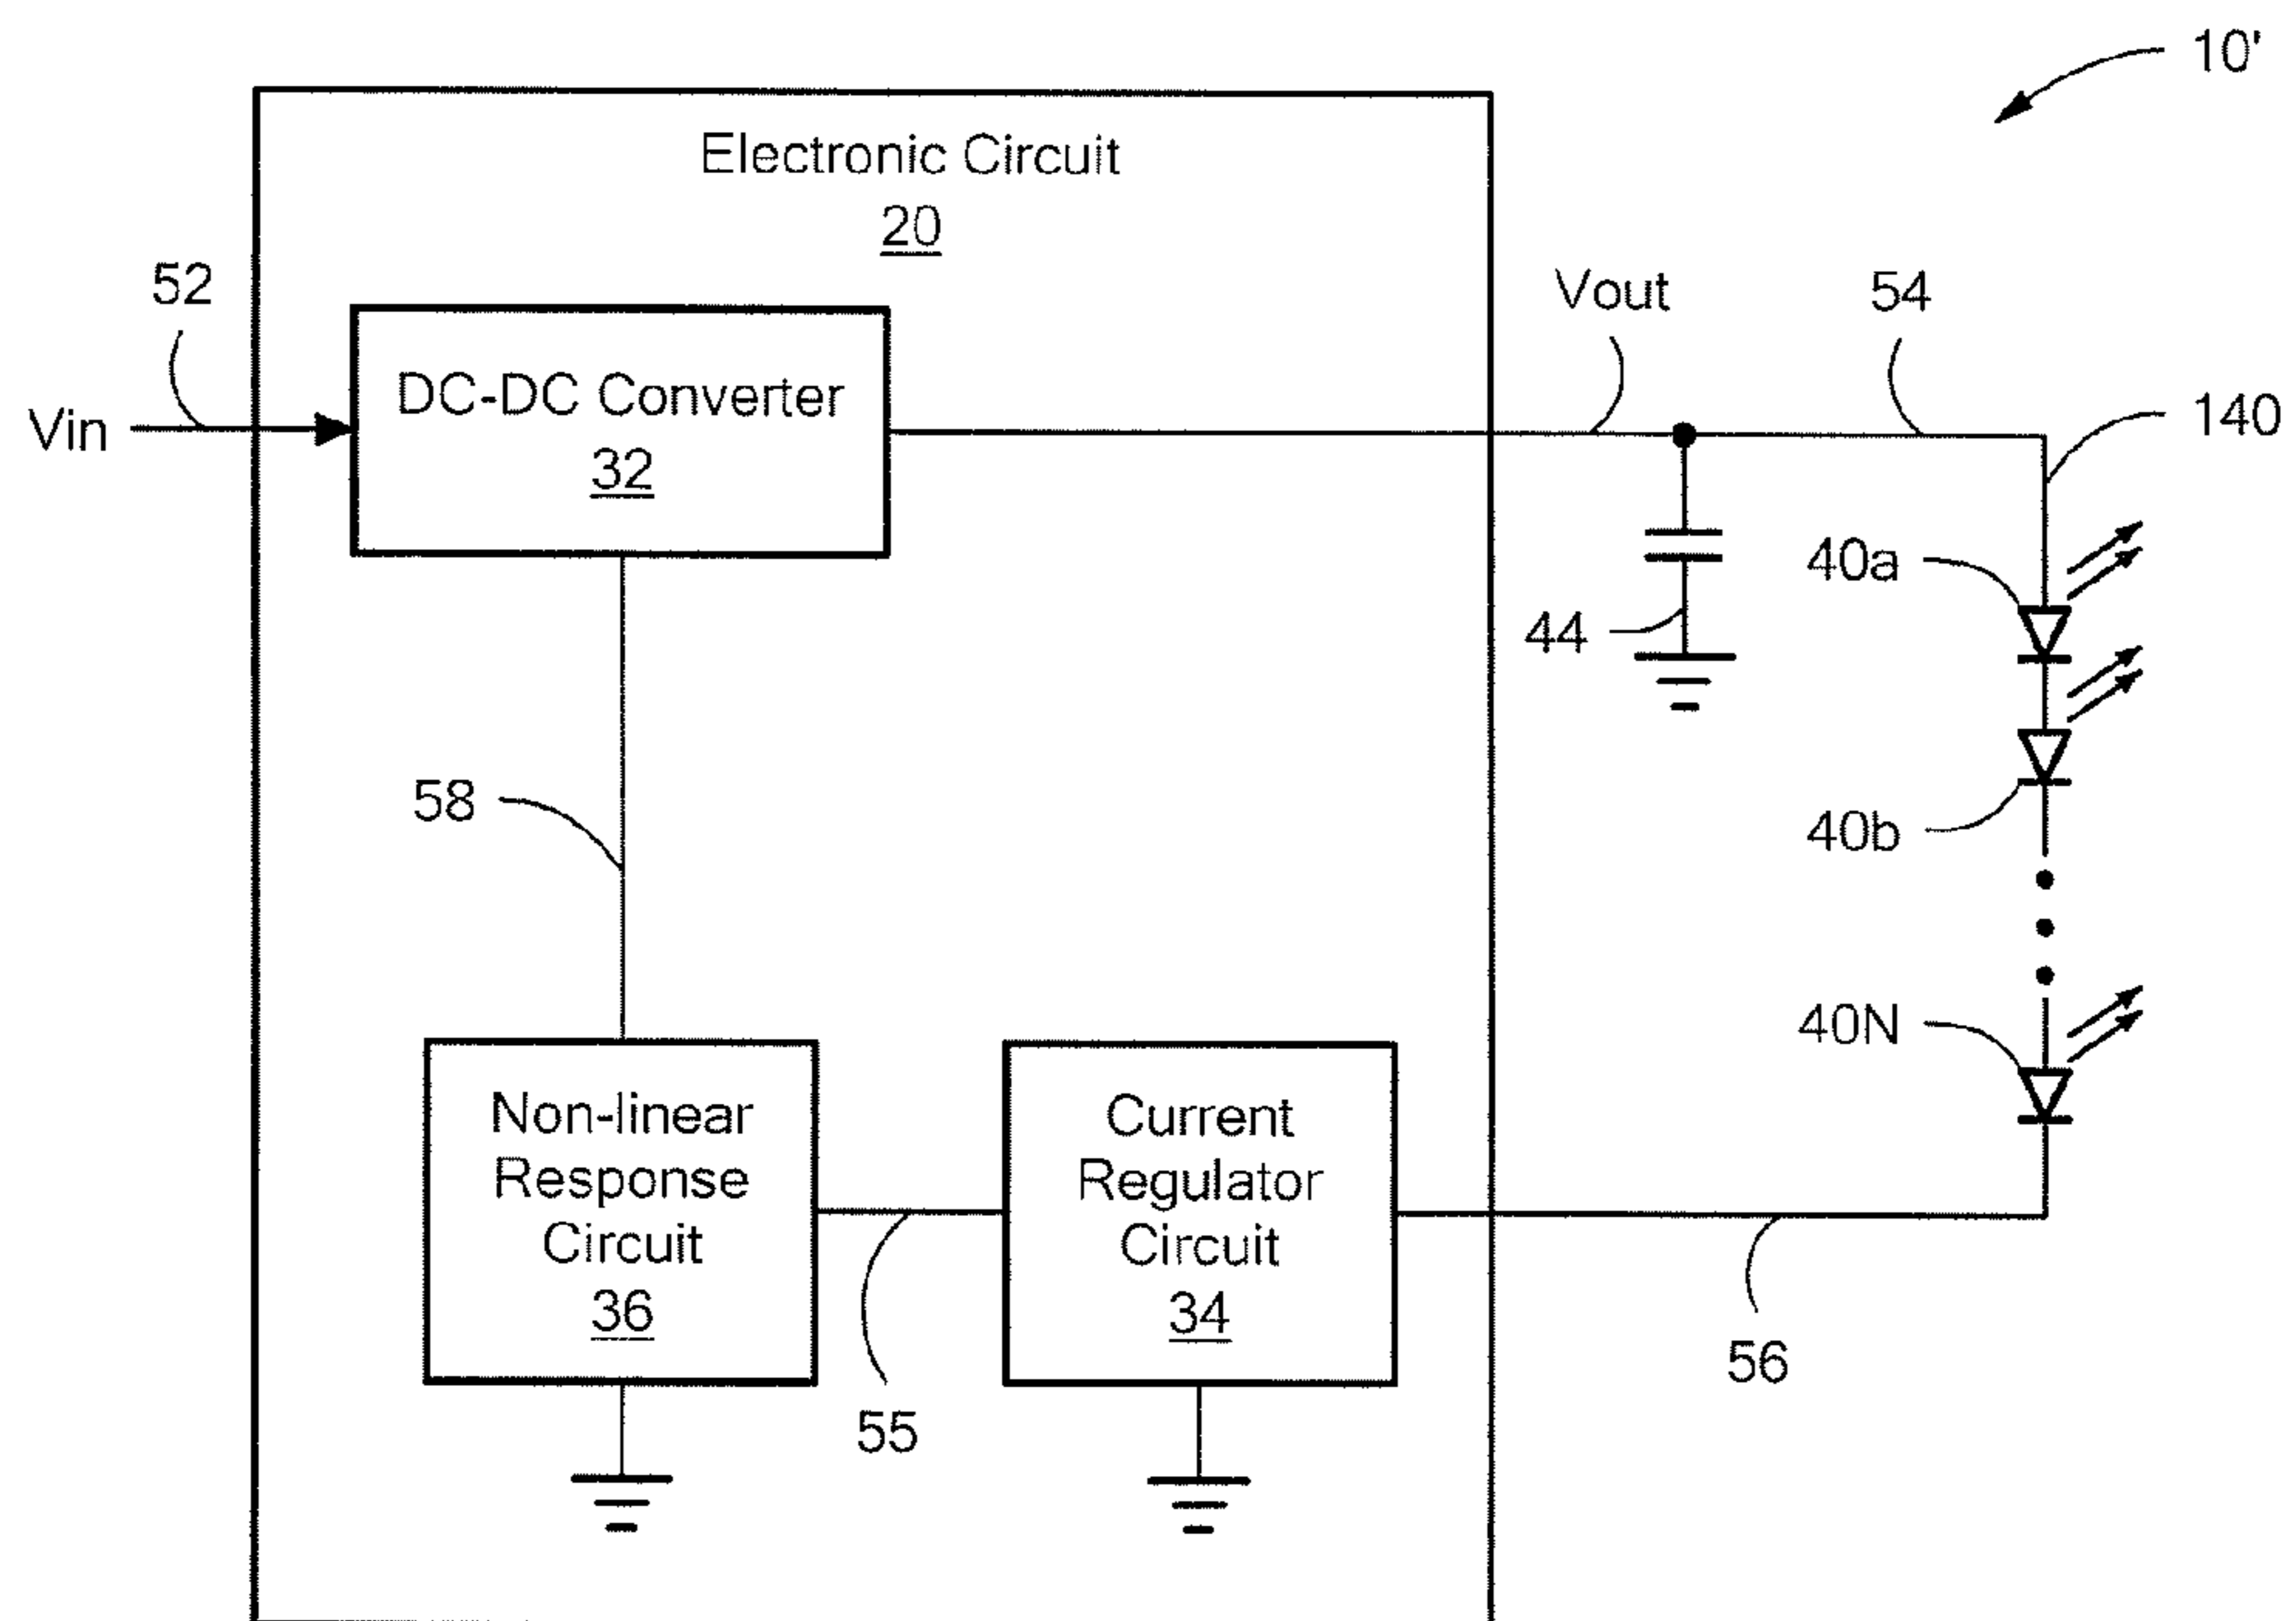 10'
Electronic Circuit
20
52
Vout
54
DC-DC Converter
32
Vin
140
40a
44
58
40b
40N
Non-linear
Response
Circuit
36
Current
Regulator
Circuit
34
55
56